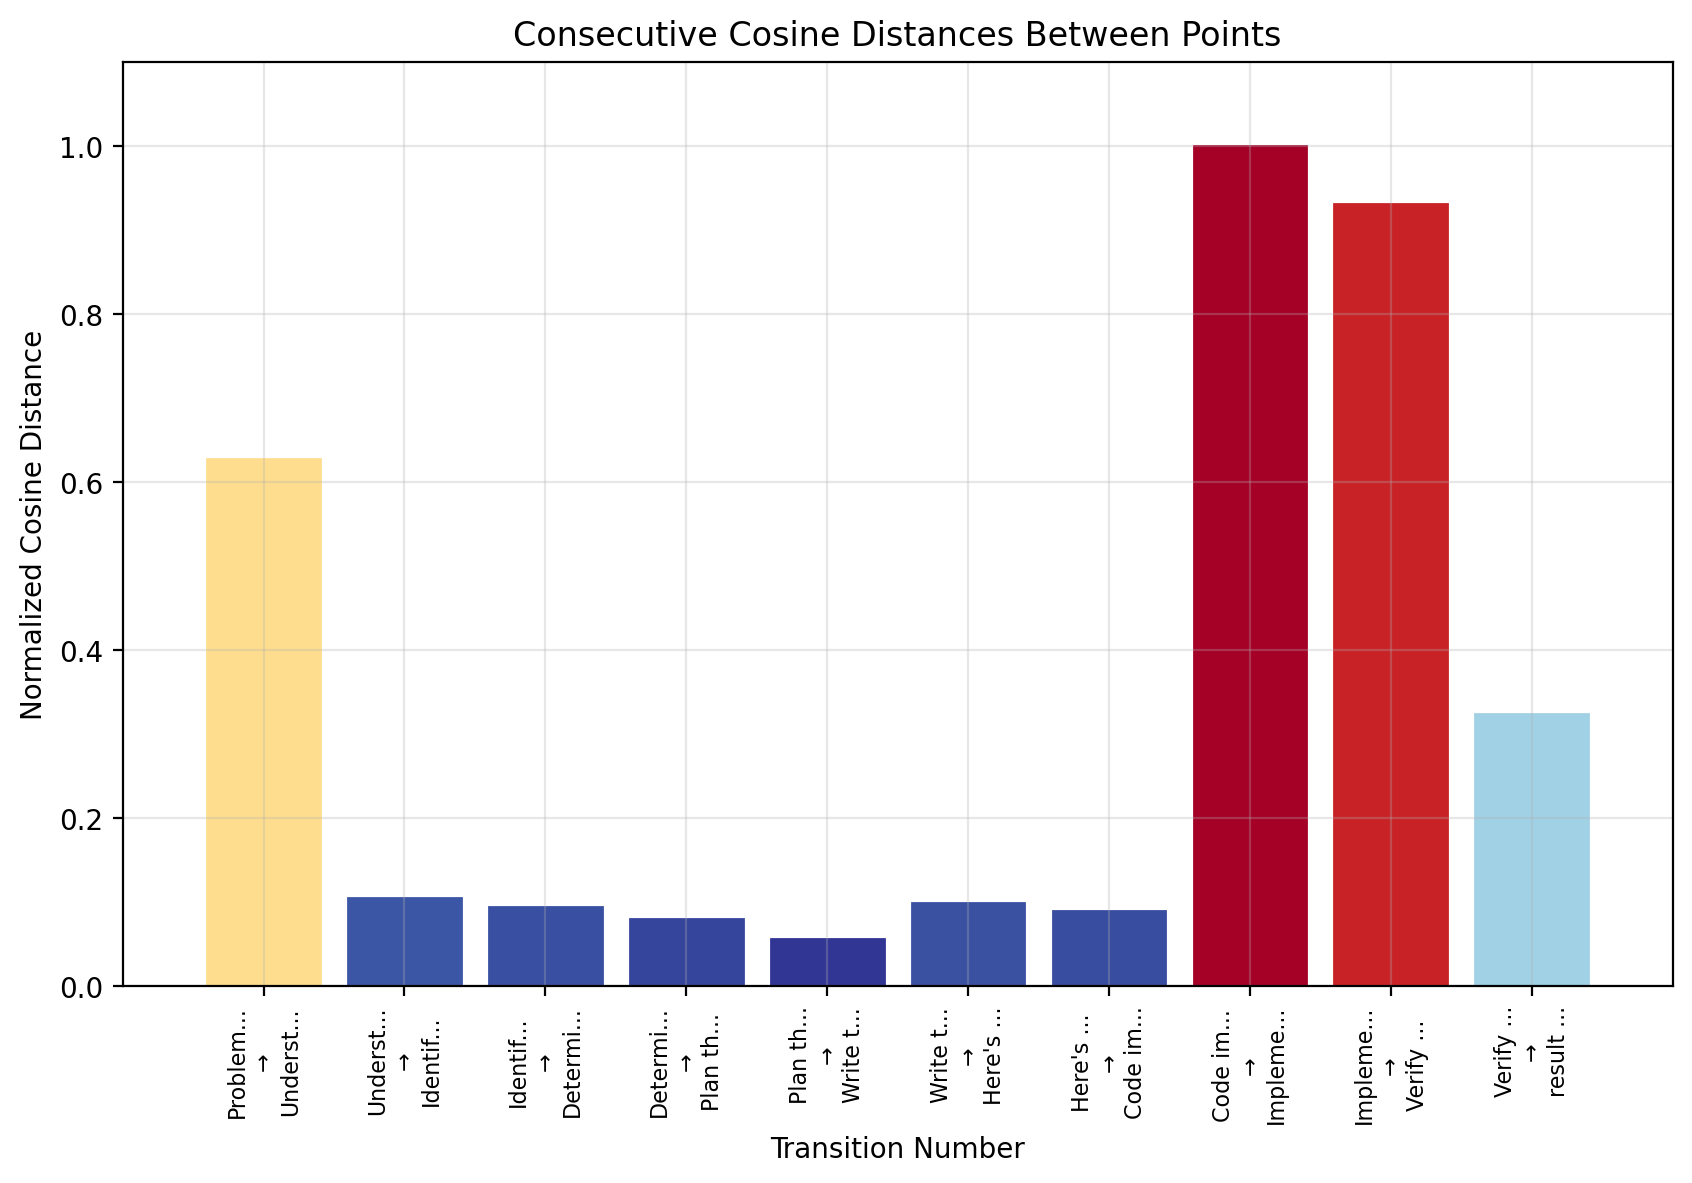 Consecutive Cosine Distances Between Points
Normalized Cosine Distance
1.0
0.8
0.6
0.4
0.2
0.0
Problem...
→
Underst...
Underst...
→
Identif...
Identif...
→
Determi...
Determi...
→
Plan th...
Plan th...
→
Write t...
Write t...
→
Here's ...
Here's ...
→
Code im...
Code im...
→
Impleme...
Impleme...
→
Verify ...
Verify ...
→
result ...
Transition Number